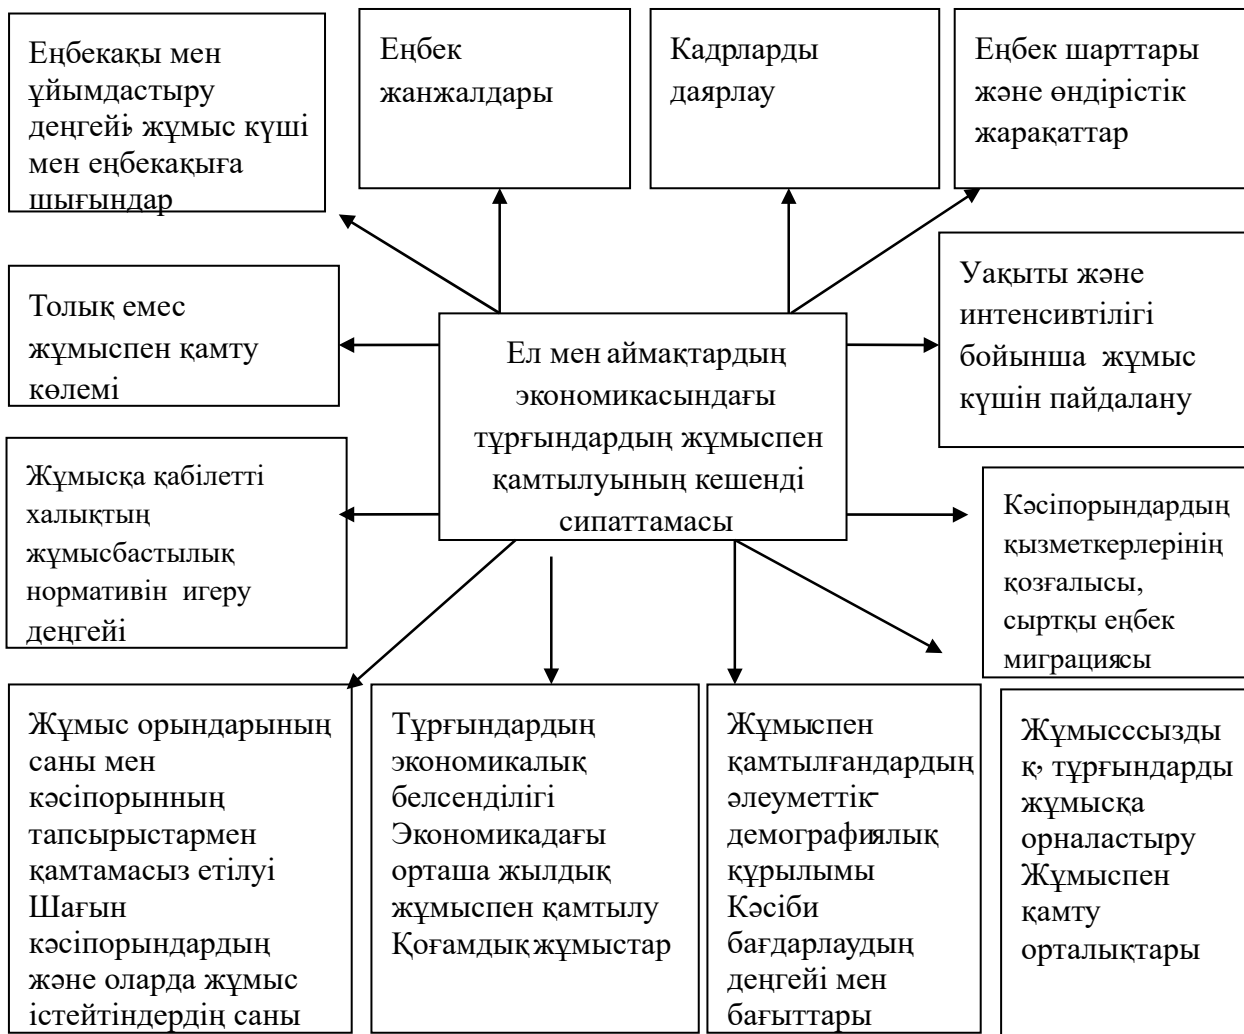 Еңбекақы мен
ұйымдастыру
деңгейі, жұмыс күші
мен еңбекақыға
шығындар
Еңбек
жанжалдары
Кадрларды
даярлау
Еңбек шарттары
және өндірістік
жарақаттар
Толық емес
жұмыспен қамту
көлемі
Ел мен аймақтардың
экономикасындағы
тұрғындардың жұмыспен
қамтылуының кешенді
сипаттамасы
Уақыты және
интенсивтілігі
бойынша жұмыс
күшін пайдалану
Жұмысқа қабілетті
халықтың
жұмысбастылық
нормативін игеру
деңгейі
Кәсіпорындардың
қызметкерлерінің
қозғалысы,
сыртқы еңбек
миграциясы
Жұмыс орындарының
саны мен
кәсіпорынның
тапсырыстармен
қамтамасыз етілуі
Шағын
кәсіпорындардың
және оларда жұмыс
істейтіндердің саны
Тұрғындардың
экономикалық
белсенділігі
Экономикадағы
орташа жылдық
жұмыспен қамтылу
Қоғамдық жұмыстар
Жұмыспен
қамтылғандардың
әлеуметтік-
демографиялық
құрылымы
Кәсіби
бағдарлаудың
деңгейі мен
бағыттары
Жұмысссызды
қ, тұрғындарды
жұмысқа
орналастыру
Жұмыспен
қамту
орталықтары